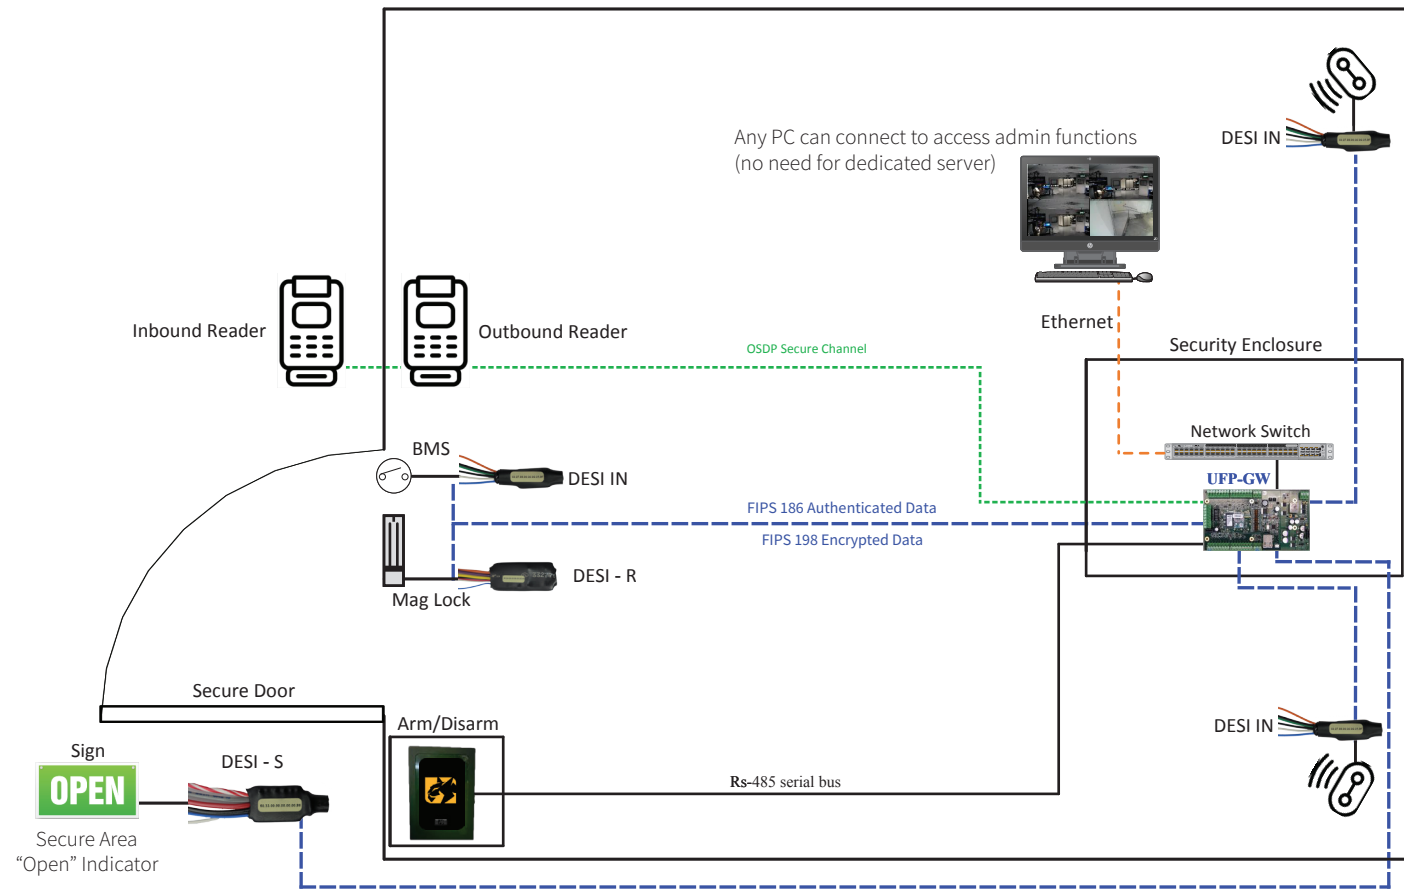 Any PC can connect to access admin functions
(no need for dedicated server)
DESI IN
Ethernet
Inbound Reader
Outbound Reader
OSDP Secure Channel
Security Enclosure
Network Switch
UFP-GW
BMS
DESI IN
FIPS 186 Authenticated Data
FIPS 198 Encrypted Data
DESI - R
Mag Lock
Secure Door
Arm/Disarm
DESI IN
Sign
OPEN
DESI - S
Rs-485 serial bus
Secure Area
“Open” Indicator